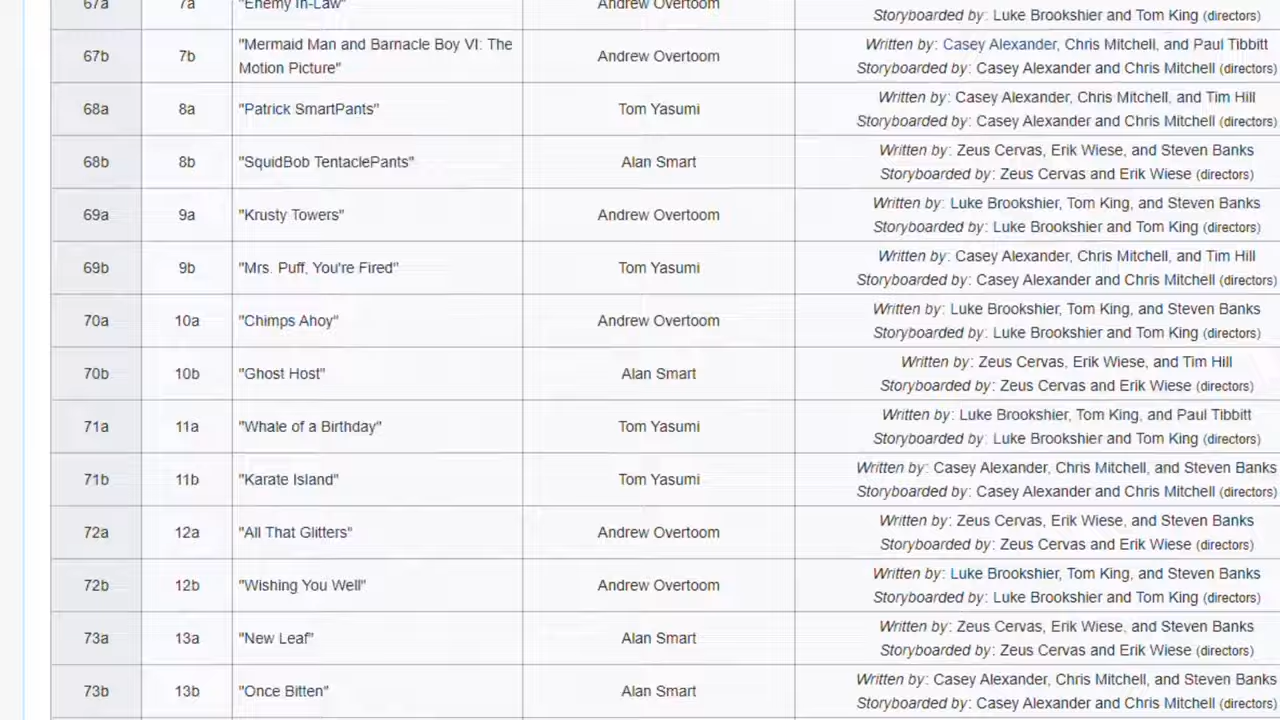 67a 7a "Enemy In-Law" Andrew Overtoom
Storyboarded by: Luke Brookshier and Tom King (directors)
67b 7b "Mermaid Man and Barnacle Boy VI: The Motion Picture" Andrew Overtoom Written by: Casey Alexander, Chris Mitchell, and Paul Tibbitt
Storyboarded by: Casey Alexander and Chris Mitchell (directors)
68a 8a "Patrick SmartPants" Tom Yasumi Written by: Casey Alexander, Chris Mitchell, and Tim Hill
Storyboarded by: Casey Alexander and Chris Mitchell (directors)
68b 8b "SquidBob TentaclePants" Alan Smart Written by: Zeus Cervas, Erik Wiese, and Steven Banks
Storyboarded by: Zeus Cervas and Erik Wiese (directors)
69a 9a "Krusty Towers" Andrew Overtoom Written by: Luke Brookshier, Tom King, and Steven Banks
Storyboarded by: Luke Brookshier and Tom King (directors)
69b 9b "Mrs. Puff, You're Fired" Tom Yasumi Written by: Casey Alexander, Chris Mitchell, and Tim Hill
Storyboarded by: Casey Alexander and Chris Mitchell (directors)
70a 10a "Chimps Ahoy" Andrew Overtoom Written by: Luke Brookshier, Tom King, and Steven Banks
Storyboarded by: Luke Brookshier and Tom King (directors)
70b 10b "Ghost Host" Alan Smart Written by: Zeus Cervas, Erik Wiese, and Tim Hill
Storyboarded by: Zeus Cervas and Erik Wiese (directors)
71a 11a "Whale of a Birthday" Tom Yasumi Written by: Luke Brookshier, Tom King, and Paul Tibbitt
Storyboarded by: Luke Brookshier and Tom King (directors)
71b 11b "Karate Island" Tom Yasumi Written by: Casey Alexander, Chris Mitchell, and Steven Banks
Storyboarded by: Casey Alexander and Chris Mitchell (directors)
72a 12a "All That Glitters" Andrew Overtoom Written by: Zeus Cervas, Erik Wiese, and Steven Banks
Storyboarded by: Zeus Cervas and Erik Wiese (directors)
72b 12b "Wishing You Well" Andrew Overtoom Written by: Luke Brookshier, Tom King, and Steven Banks
Storyboarded by: Luke Brookshier and Tom King (directors)
73a 13a "New Leaf" Alan Smart Written by: Zeus Cervas, Erik Wiese, and Steven Banks
Storyboarded by: Zeus Cervas and Erik Wiese (directors)
73b 13b "Once Bitten" Alan Smart Written by: Casey Alexander, Chris Mitchell, and Steven Banks
Storyboarded by: Casey Alexander and Chris Mitchell (directors)